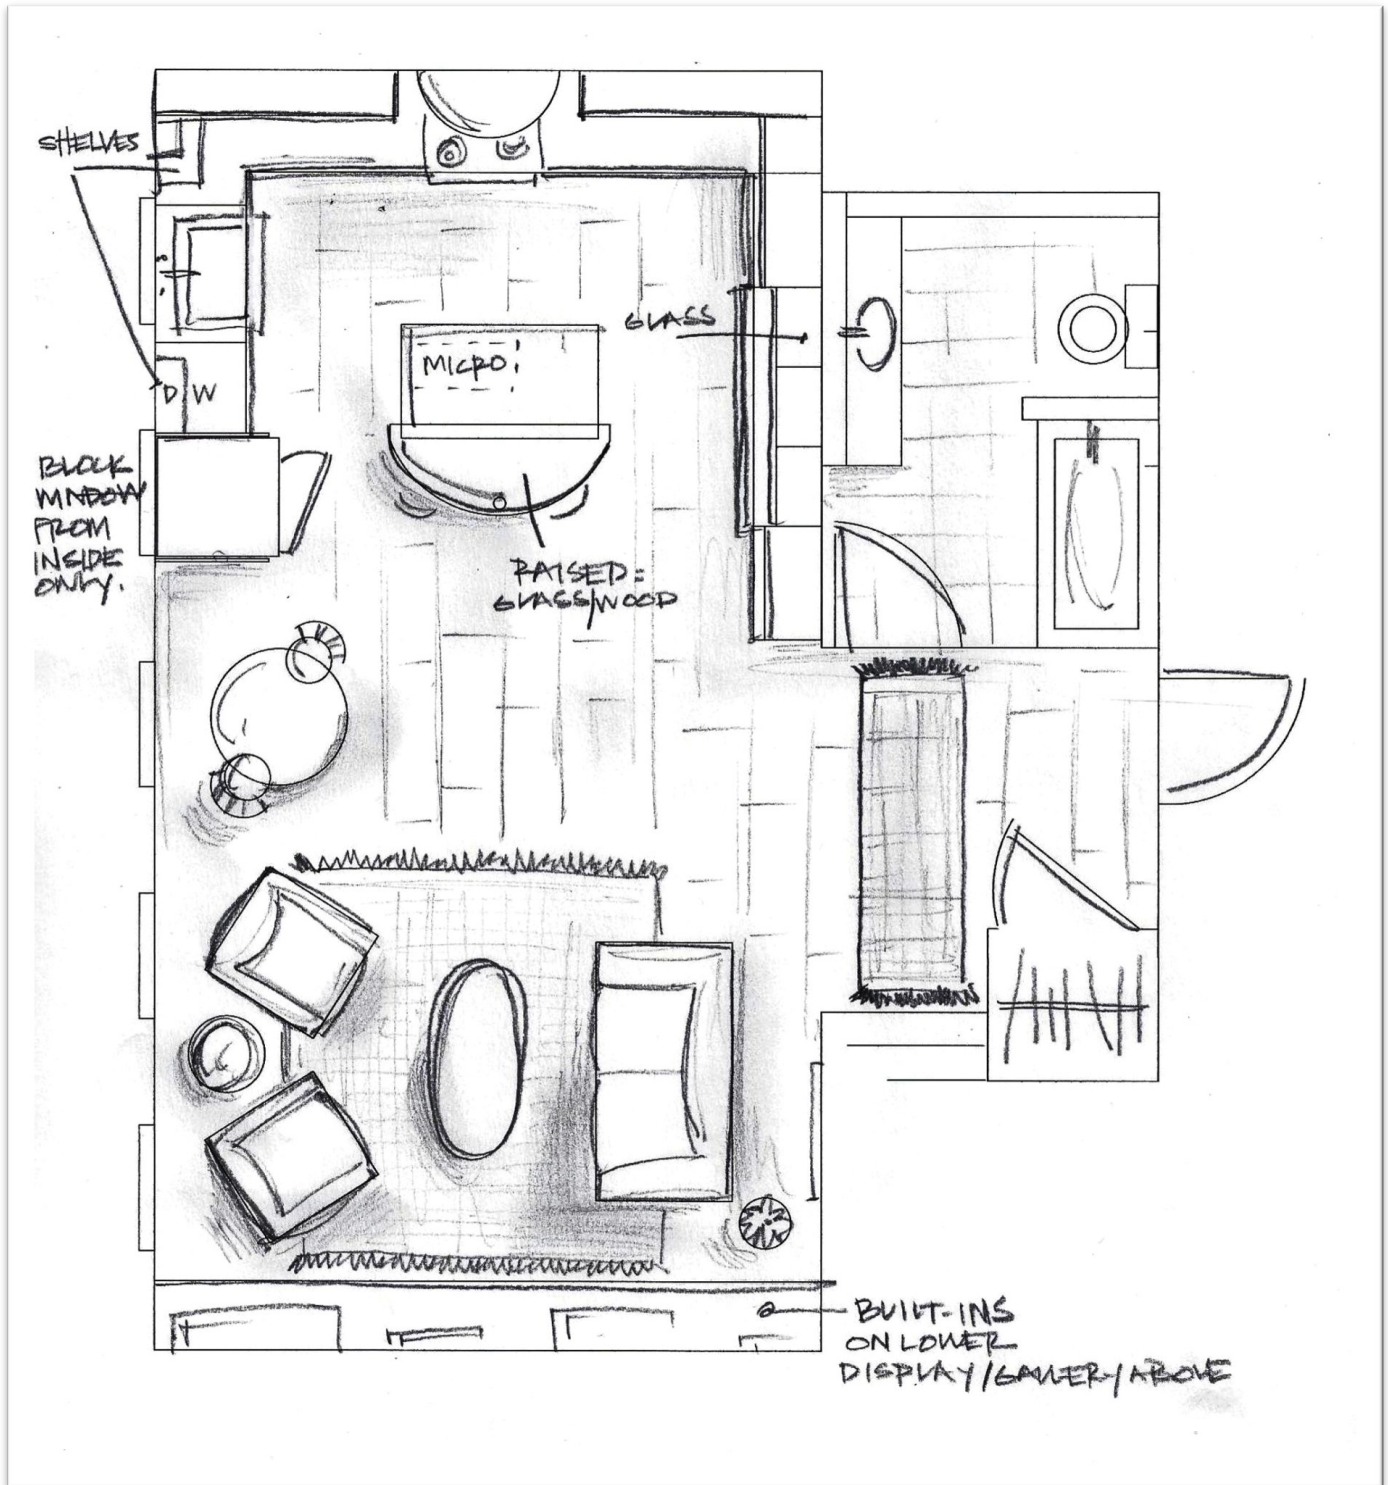 SHELVES
GLASS
MICRO
D W
BLOCK
WINDOW
FROM
INSIDE
ONLY.
RAISED=
GLASS/WOOD
BUILT-INS
ON LOWER
DISPLAY/GALLERY ABOVE